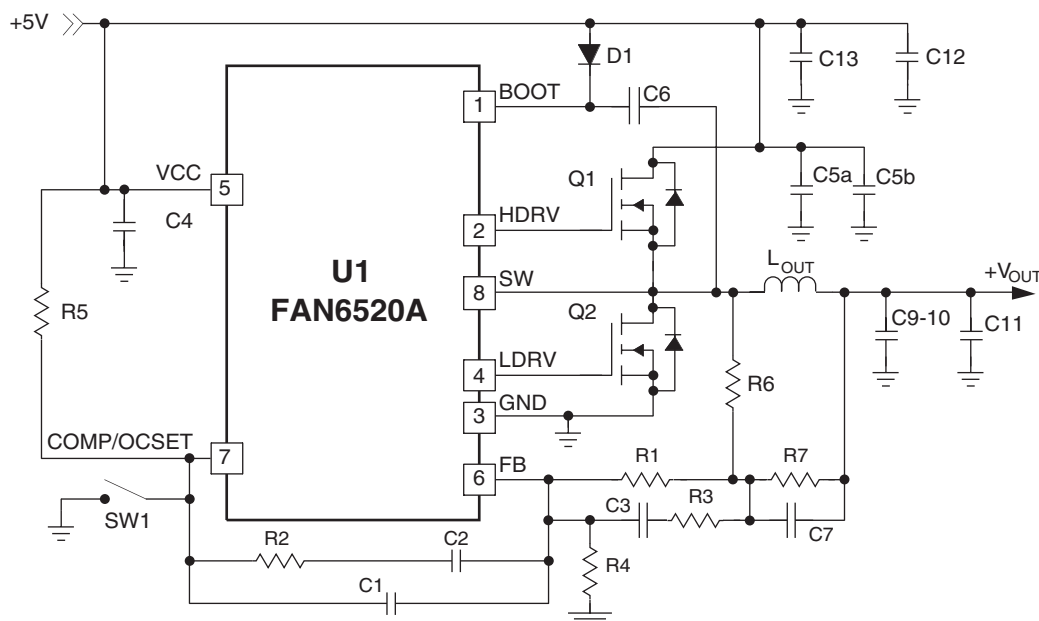 +5V
D1
C13
C12
BOOT
1
C6
VCC
5
C4
Q1
C5a
C5b
HDRV
2
U1
FAN6520A
SW
8
LOUT
+VOUT
R5
Q2
C9-10
C11
LDRV
4
R6
GND
3
COMP/OCSET
7
FB
6
R1
R7
SW1
C3
R3
C7
R2
C2
R4
C1